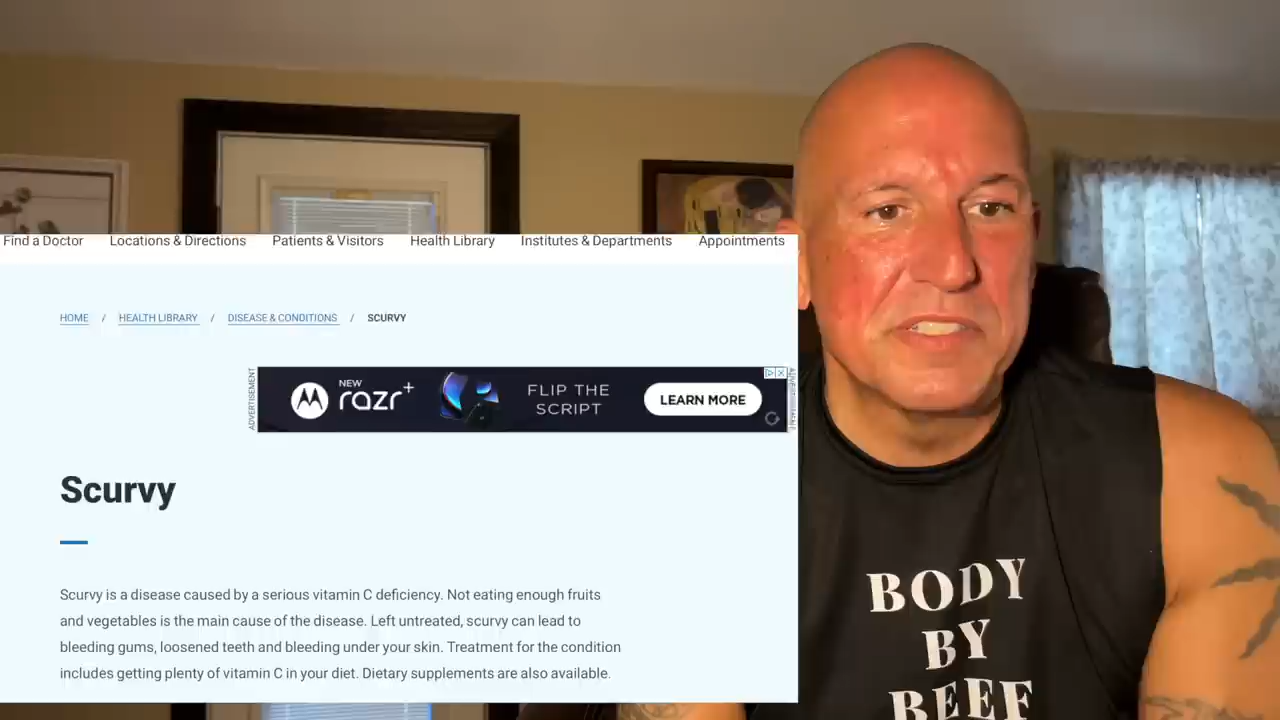 Find a Doctor Locations & Directions Patients & Visitors Health Library Institutes & Departments Appointments
HOME / HEALTH LIBRARY / DISEASE & CONDITIONS / SCURVY
ADVERTISEMENT
NEW
razr+
FLIP THE
SCRIPT
LEARN MORE
ADVERTISEMENT
Scurvy
Scurvy is a disease caused by a serious vitamin C deficiency. Not eating enough fruits
and vegetables is the main cause of the disease. Left untreated, scurvy can lead to
bleeding gums, loosened teeth and bleeding under your skin. Treatment for the condition
includes getting plenty of vitamin C in your diet. Dietary supplements are also available.
BODY
BY
BEEF